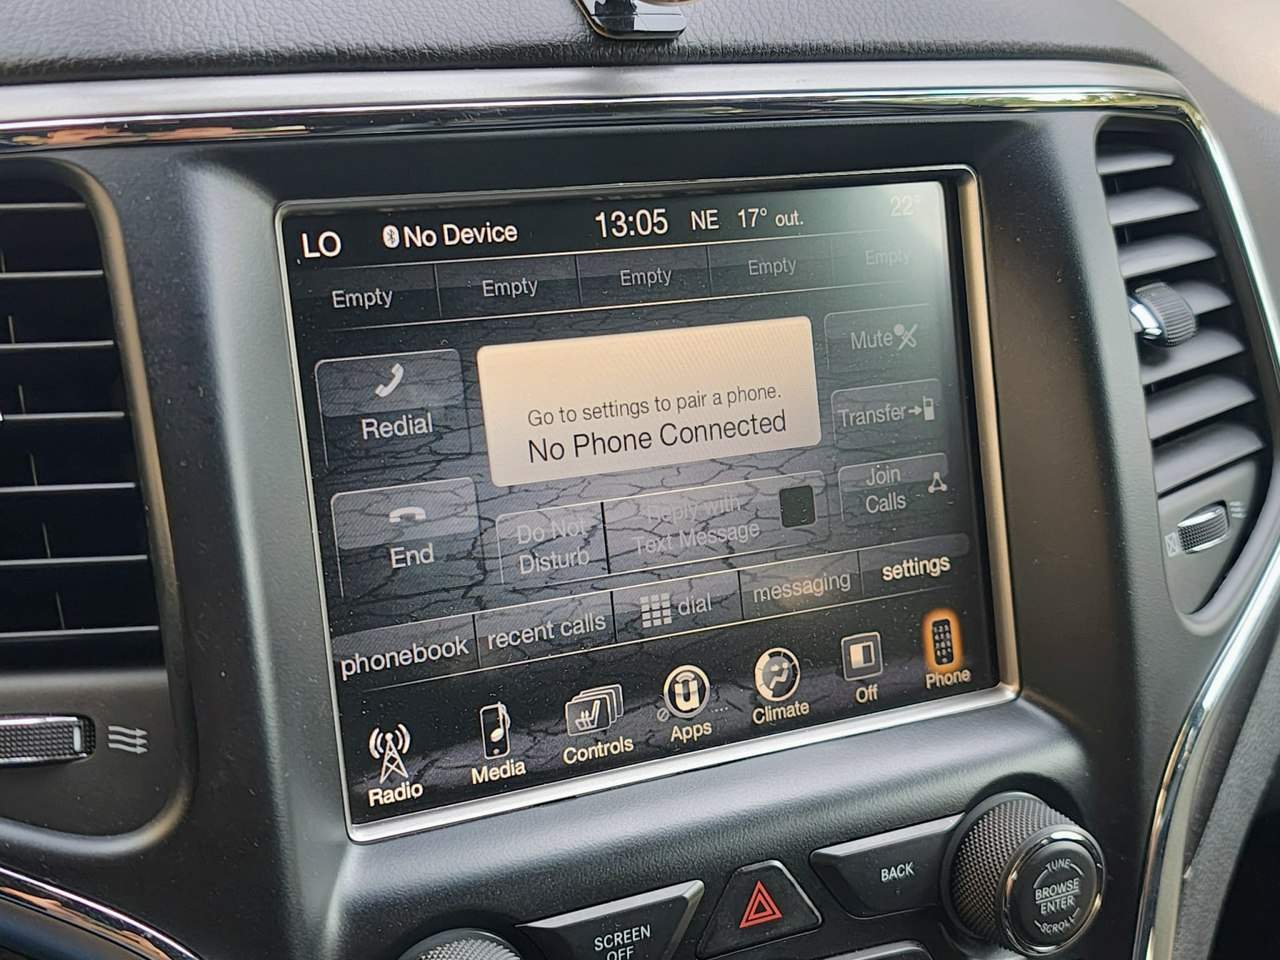 LO No Device 13:05 NE 17° out. 22°
Empty Empty Empty Empty Empty
Redial
Go to settings to pair a phone.
No Phone Connected
Mute
Transfer
Join
Calls
End
Do Not
Disturb
Reply with
Text Message
phonebook recent calls dial messaging settings
Radio Media Controls Apps Climate Off Phone
SCREEN
OFF
BACK
TUNE
BROWSE
ENTER
SCROLL